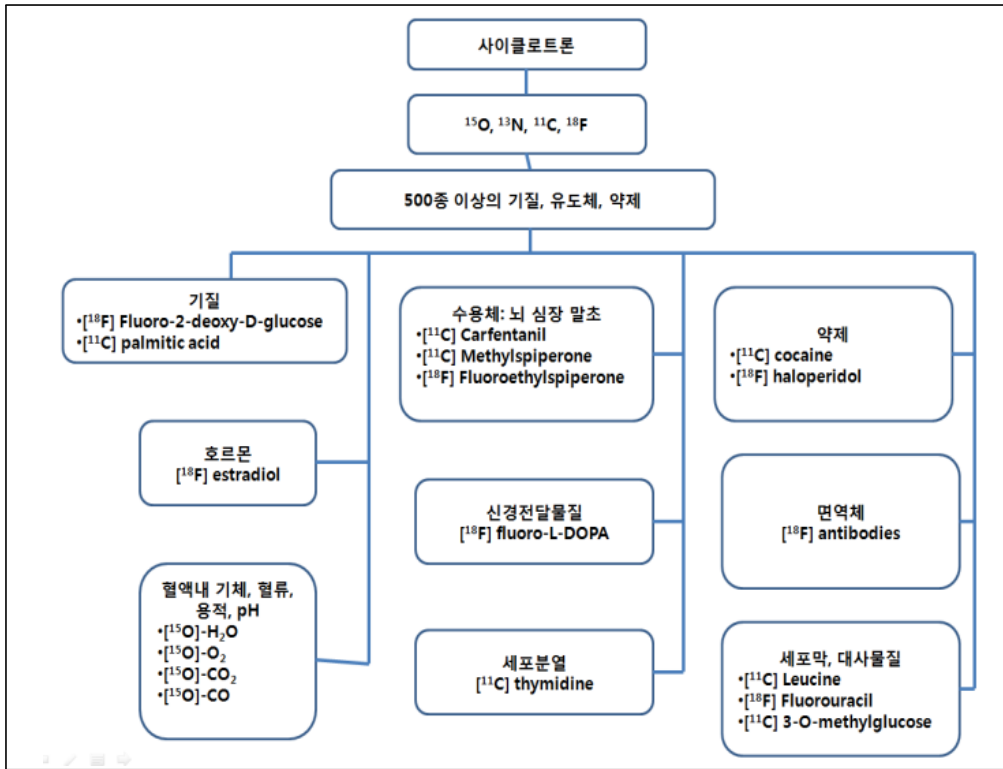 사이클로트론
¹⁵O, ¹³N, ¹¹C, ¹⁸F
500종 이상의 기질, 유도체, 약제
기질
•[¹⁸F] Fluoro-2-deoxy-D-glucose
•[¹¹C] palmitic acid
호르몬
[¹⁸F] estradiol
혈액내 기체, 혈류,
용적, pH
•[¹⁵O]-H₂O
•[¹⁵O]-O₂
•[¹⁵O]-CO₂
•[¹⁵O]-CO
수용체: 뇌 심장 말초
•[¹¹C] Carfentanil
•[¹¹C] Methylspiperone
•[¹⁸F] Fluoroethylspiperone
신경전달물질
[¹⁸F] fluoro-L-DOPA
세포분열
[¹¹C] thymidine
약제
•[¹¹C] cocaine
•[¹⁸F] haloperidol
면역체
[¹⁸F] antibodies
세포막, 대사물질
•[¹¹C] Leucine
•[¹⁸F] Fluorouracil
•[¹¹C] 3-O-methylglucose